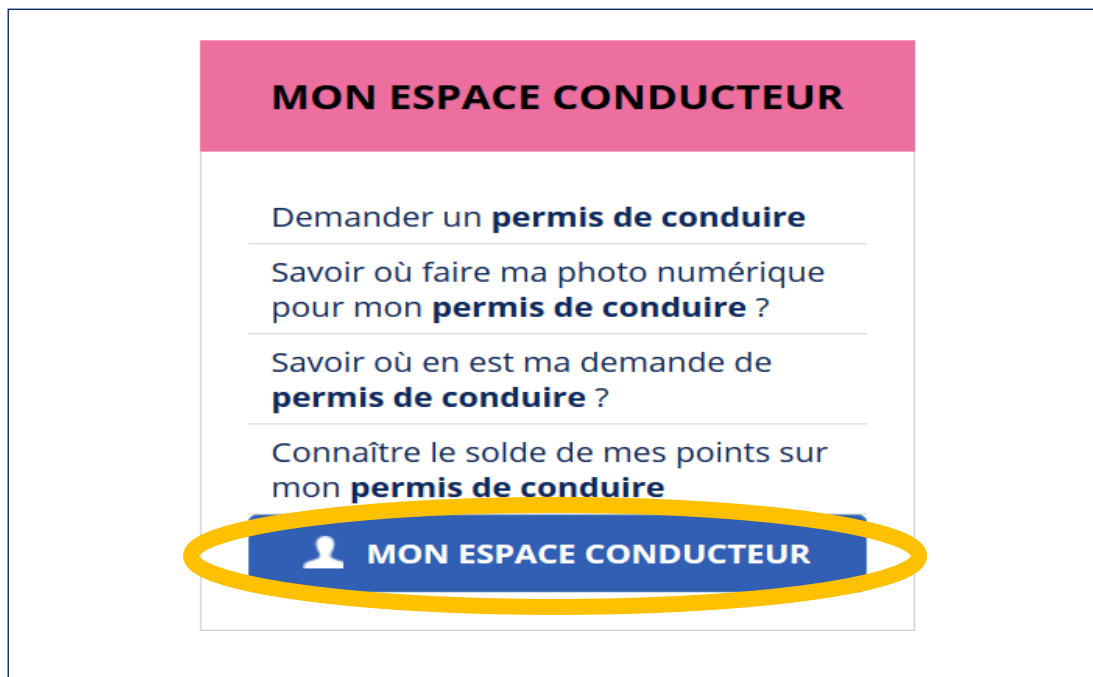 MON ESPACE CONDUCTEUR
Demander un permis de conduire
Savoir où faire ma photo numérique
pour mon permis de conduire ?
Savoir où en est ma demande de
permis de conduire ?
Connaître le solde de mes points sur
mon permis de conduire
MON ESPACE CONDUCTEUR